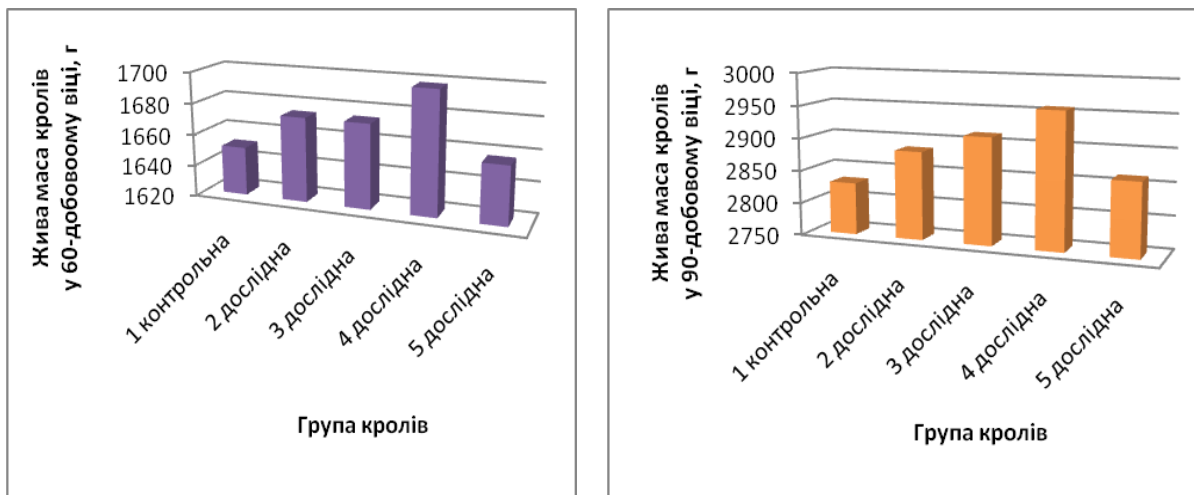 Жива маса кролів
у 60-добовоому віці, г
1700
1680
1660
1640
1620
1 контрольна
2 дослідна
3 дослідна
4 дослідна
5 дослідна
Група кролів
Жива маса кролів
у 90-добовому віці, г
3000
2950
2900
2850
2800
2750
1 контрольна
2 дослідна
3 дослідна
4 дослідна
5 дослідна
Група кролів